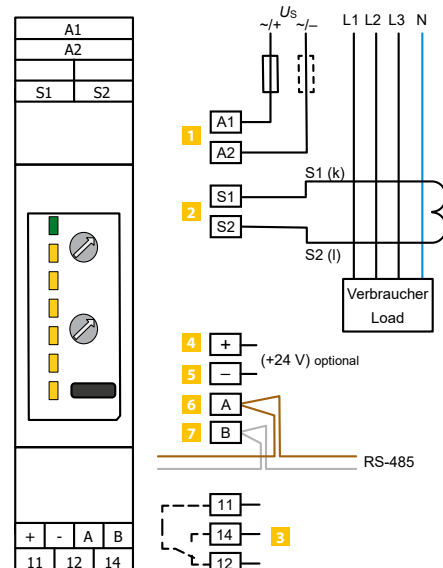 A1
A2
S1 S2
+ - A B
11 12 14
U_S
~/+ ~/–
L1 L2 L3 N
1
A1
A2
2
S1
S2
S1 (k)
S2 (l)
Verbraucher
Load
4 +
5 –
(+24 V) optional
6 A
7 B
RS-485
11
14
12
3